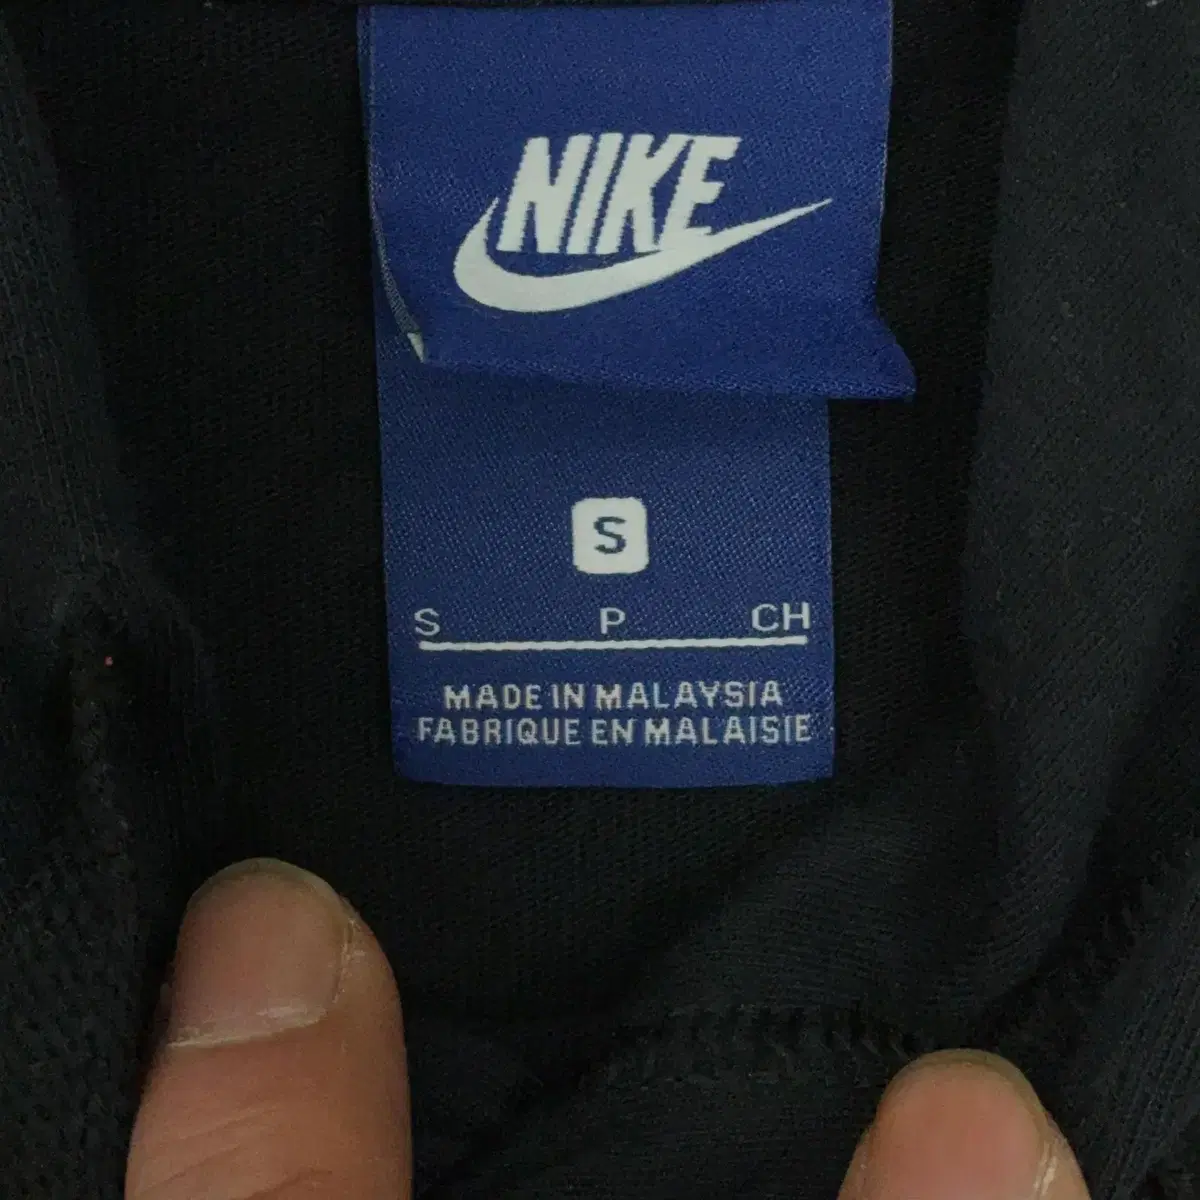 NIKE
S
S P CH
MADE IN MALAYSIA
FABRIQUE EN MALAISIE